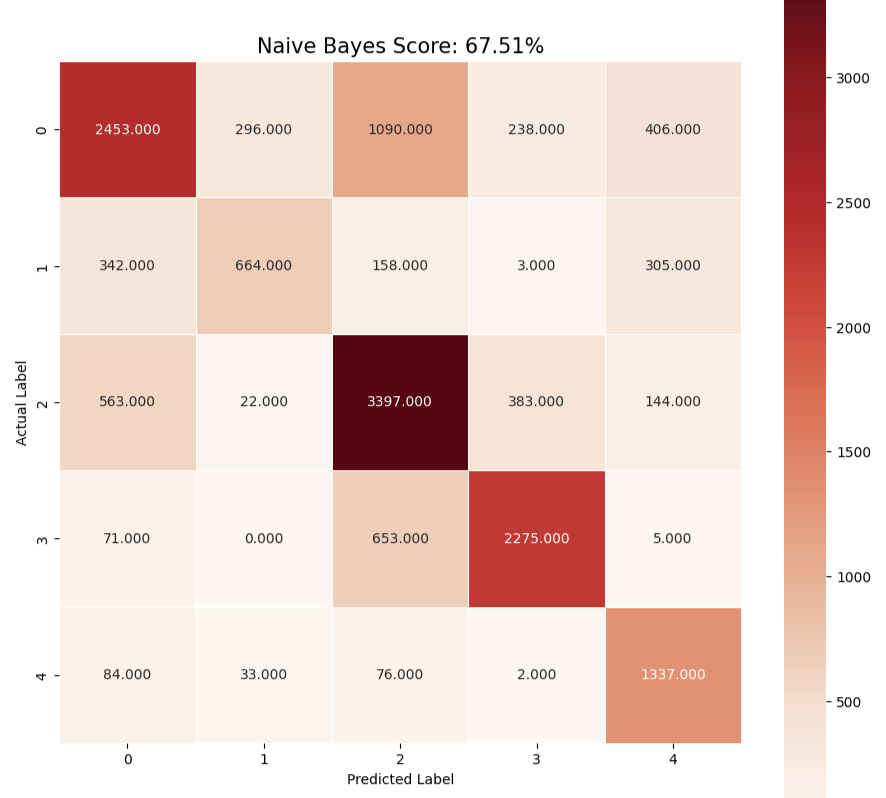 Naive Bayes Score: 67.51%
0 2453.000 296.000 1090.000 238.000 406.000
1 342.000 664.000 158.000 3.000 305.000
2 563.000 22.000 3397.000 383.000 144.000
3 71.000 0.000 653.000 2275.000 5.000
4 84.000 33.000 76.000 2.000 1337.000
0 1 2 3 4
Actual Label
Predicted Label
3000
2500
2000
1500
1000
500